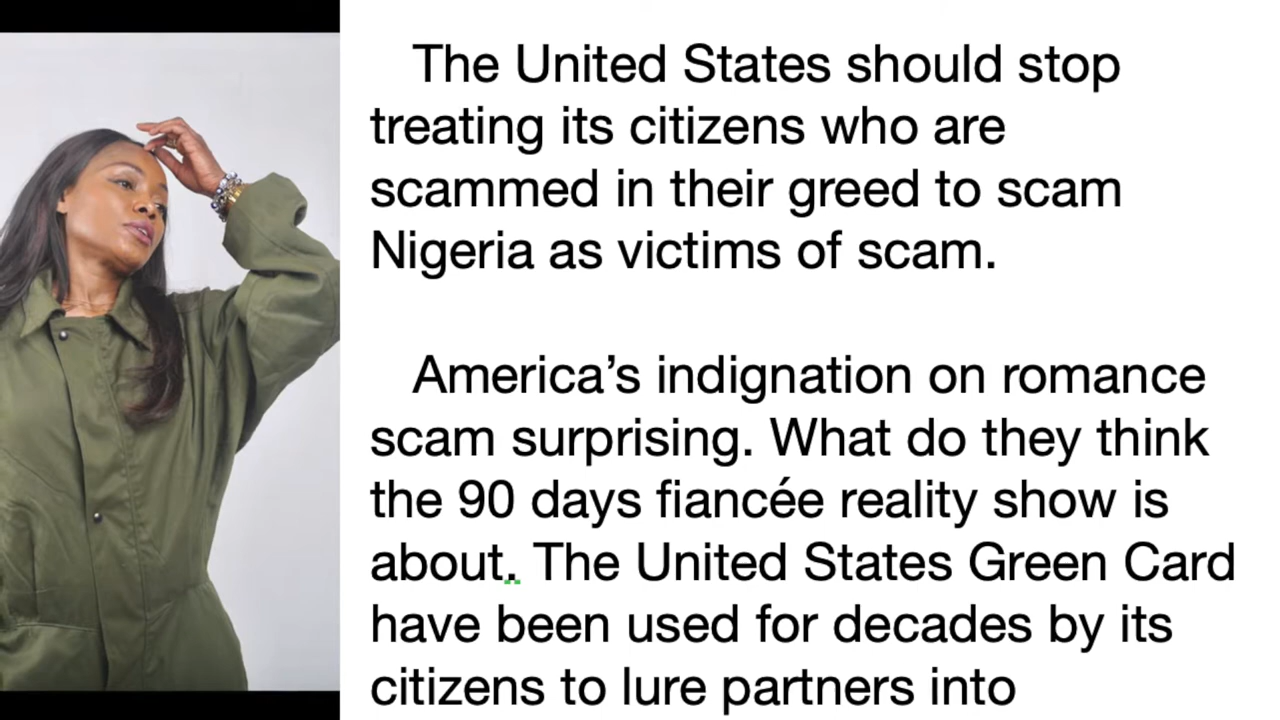 The United States should stop
treating its citizens who are
scammed in their greed to scam
Nigeria as victims of scam.
America’s indignation on romance
scam surprising. What do they think
the 90 days fiancée reality show is
about.. The United States Green Card
have been used for decades by its
citizens to lure partners into